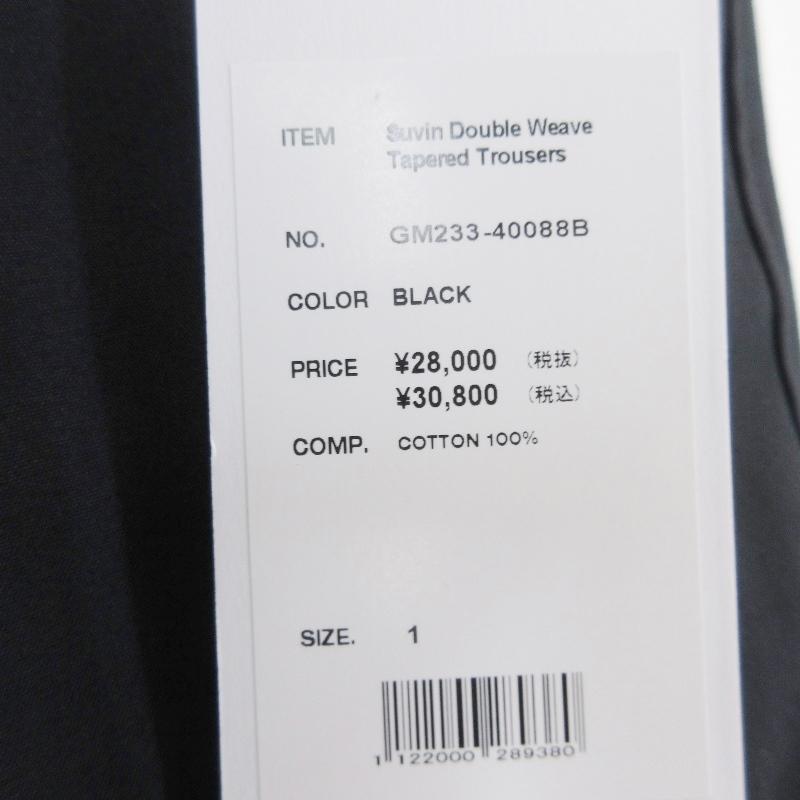 ITEM Suvin Double Weave
Tapered Trousers
NO. GM233-40088B
COLOR BLACK
PRICE ¥28,000 (税抜)
¥30,800 (税込)
COMP. COTTON 100%
SIZE. 1
1 122000 289380